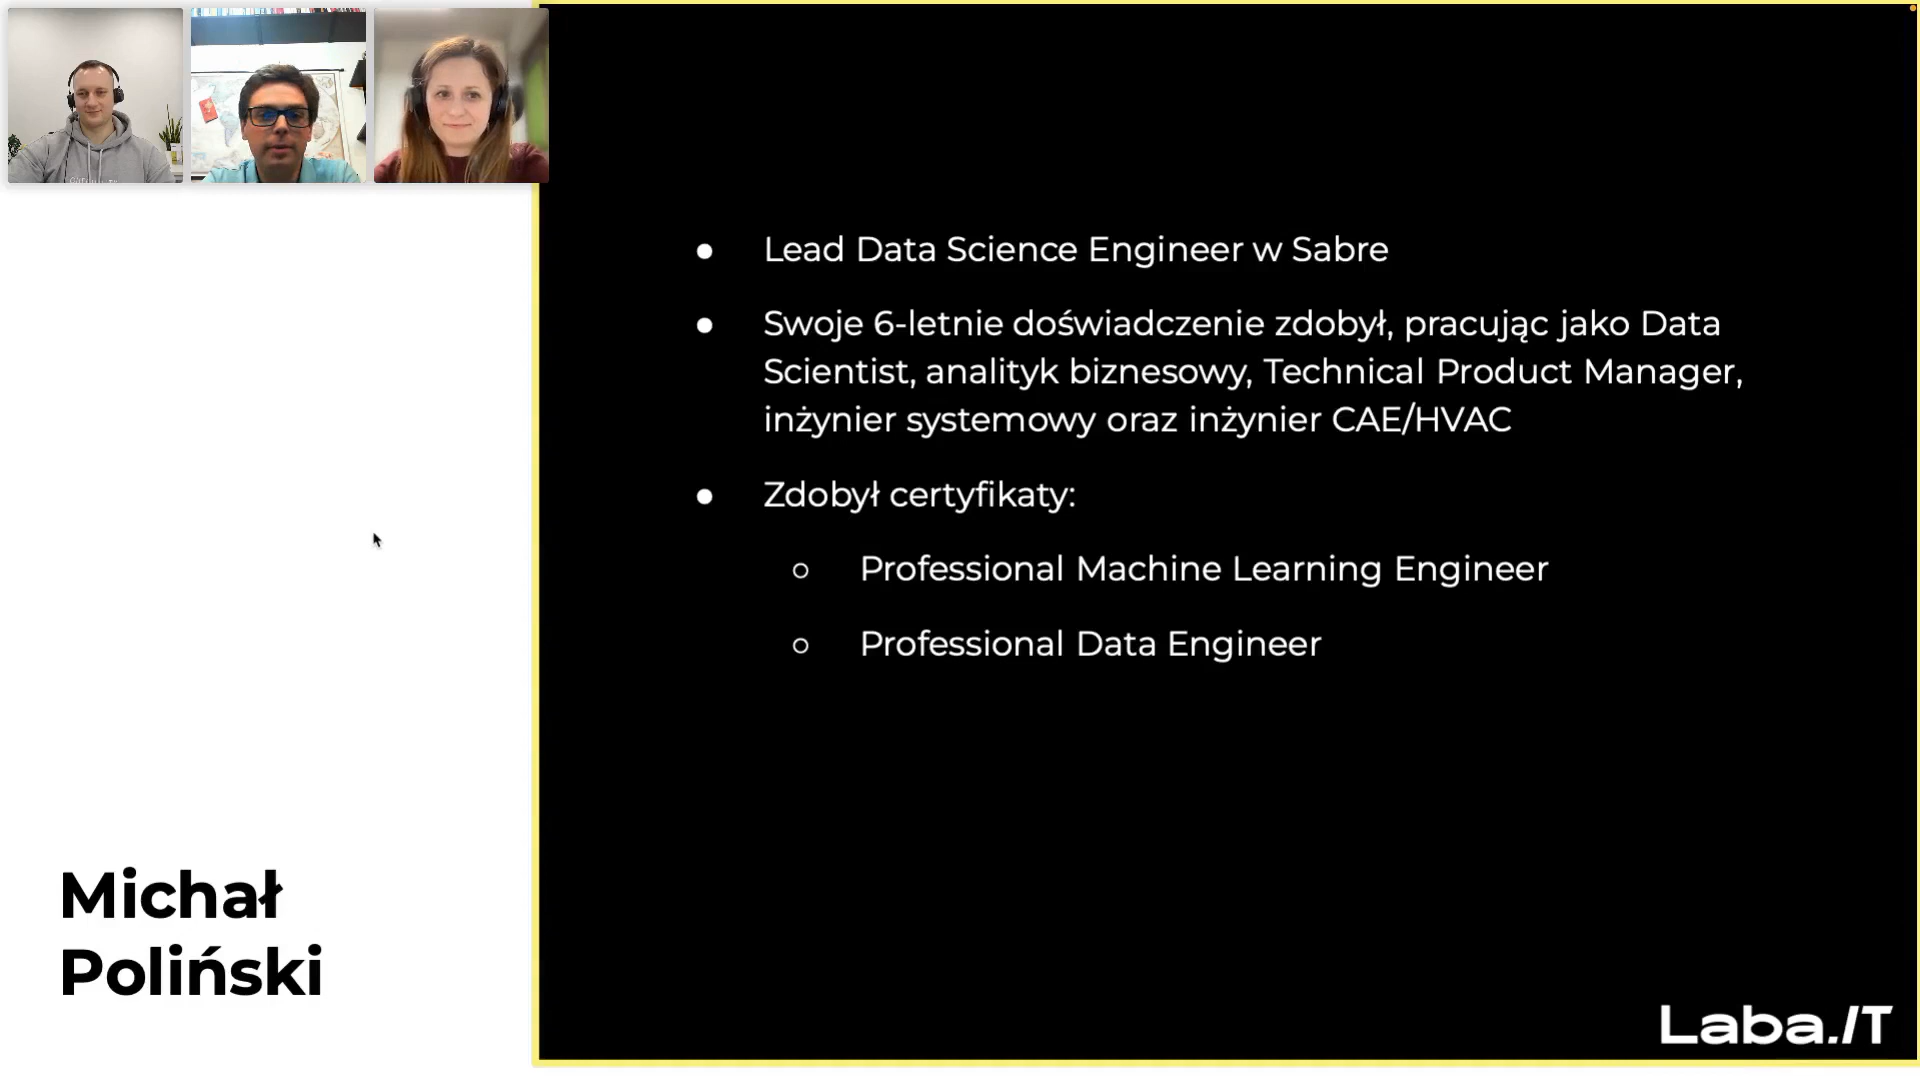 Lead Data Science Engineer w Sabre
Swoje 6-letnie doświadczenie zdobył, pracując jako Data
Scientist, analityk biznesowy, Technical Product Manager,
inżynier systemowy oraz inżynier CAE/HVAC
Zdobył certyfikaty:
Professional Machine Learning Engineer
Professional Data Engineer
Michał
Poliński
Laba.IT